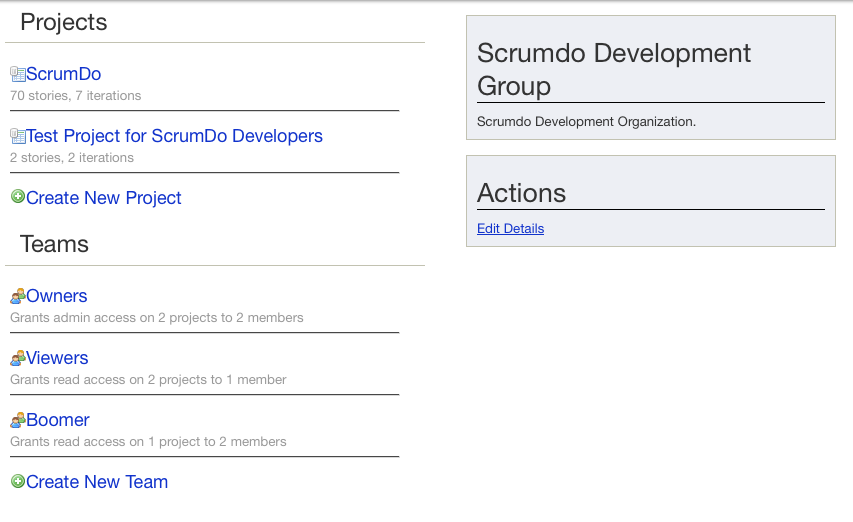 Projects
ScrumDo
70 stories, 7 iterations
Test Project for ScrumDo Developers
2 stories, 2 iterations
Create New Project
Teams
Owners
Grants admin access on 2 projects to 2 members
Viewers
Grants read access on 2 projects to 1 member
Boomer
Grants read access on 1 project to 2 members
Create New Team
Scrumdo Development
Group
Scrumdo Development Organization.
Actions
Edit Details